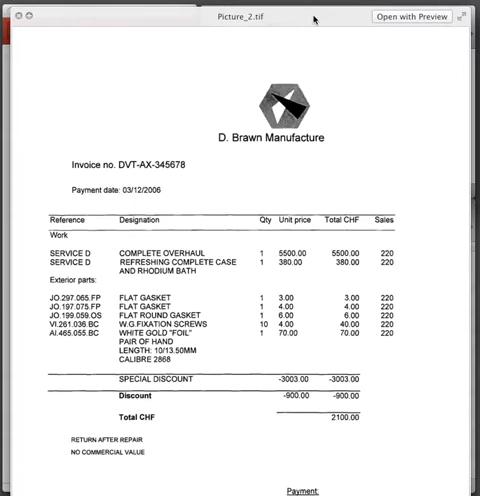 Picture_2.tif
Open with Preview
D. Brawn Manufacture
Invoice no. DVT-AX-345678
Payment date: 03/12/2006
Reference Designation Qty Unit price Total CHF Sales
Work
SERVICE D COMPLETE OVERHAUL 1 5500.00 5500.00 220
SERVICE D REFRESHING COMPLETE CASE 1 380.00 380.00 220
AND RHODIUM BATH
Exterior parts:
JO.297.065.FP FLAT GASKET 1 3.00 3.00 220
JO.197.075.FP FLAT GASKET 1 4.00 4.00 220
JO.199.059.OS FLAT ROUND GASKET 1 6.00 6.00 220
VI.261.036.BC W.G.FIXATION SCREWS 10 4.00 40.00 220
AI.465.055.BC WHITE GOLD "FOIL" 1 70.00 70.00 220
PAIR OF HAND
LENGTH: 10/13.50MM
CALIBRE 2868
SPECIAL DISCOUNT -3003.00 -3003.00
Discount -900.00 -900.00
Total CHF 2100.00
RETURN AFTER REPAIR
NO COMMERCIAL VALUE
Payment: